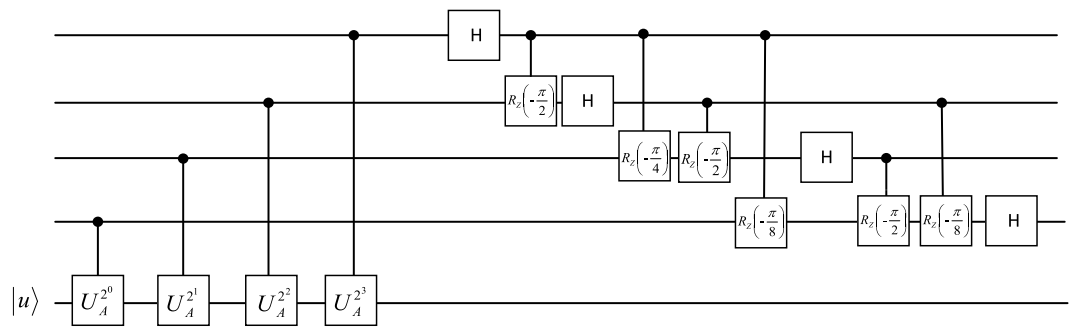 H
R_Z(-π/2) H
R_Z(-π/4) R_Z(-π/2) H
R_Z(-π/8) R_Z(-π/2) R_Z(-π/8) H
|u⟩ U_A^{2^0} U_A^{2^1} U_A^{2^2} U_A^{2^3}